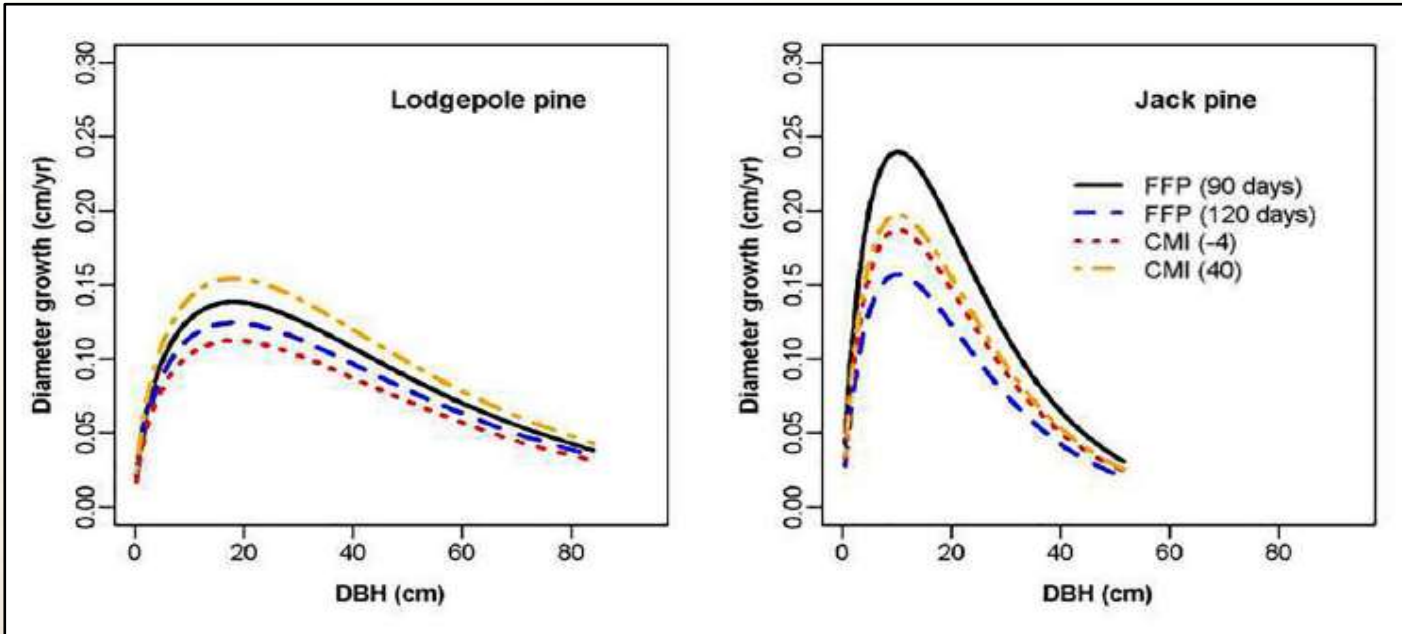 Lodgepole pine
Diameter growth (cm/yr)
0.30
0.25
0.20
0.15
0.10
0.05
0.00
0 20 40 60 80
DBH (cm)
Jack pine
Diameter growth (cm/yr)
0.30
0.25
0.20
0.15
0.10
0.05
0.00
FFP (90 days)
FFP (120 days)
CMI (-4)
CMI (40)
0 20 40 60 80
DBH (cm)